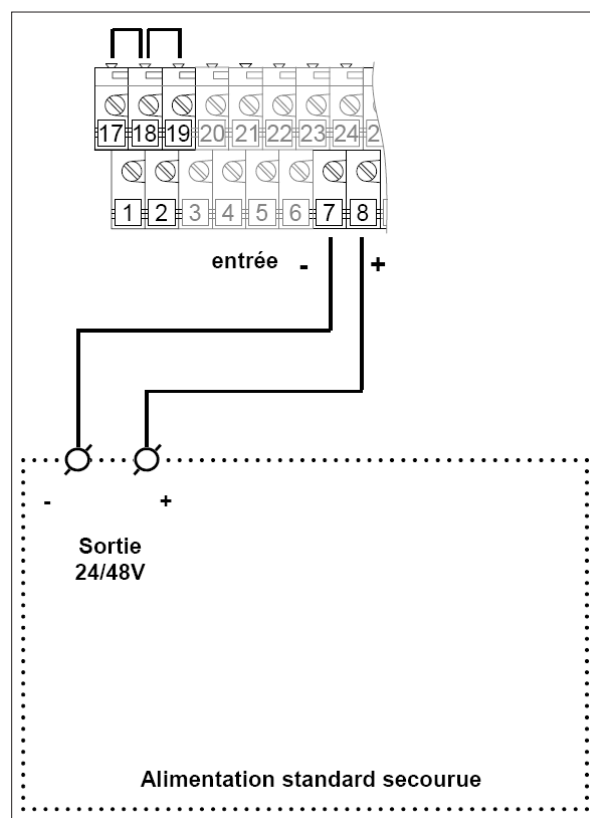 17 18 19 20 21 22 23 24 2
1 2 3 4 5 6 7 8
entrée - +
- +
Sortie
24/48V
Alimentation standard secourue